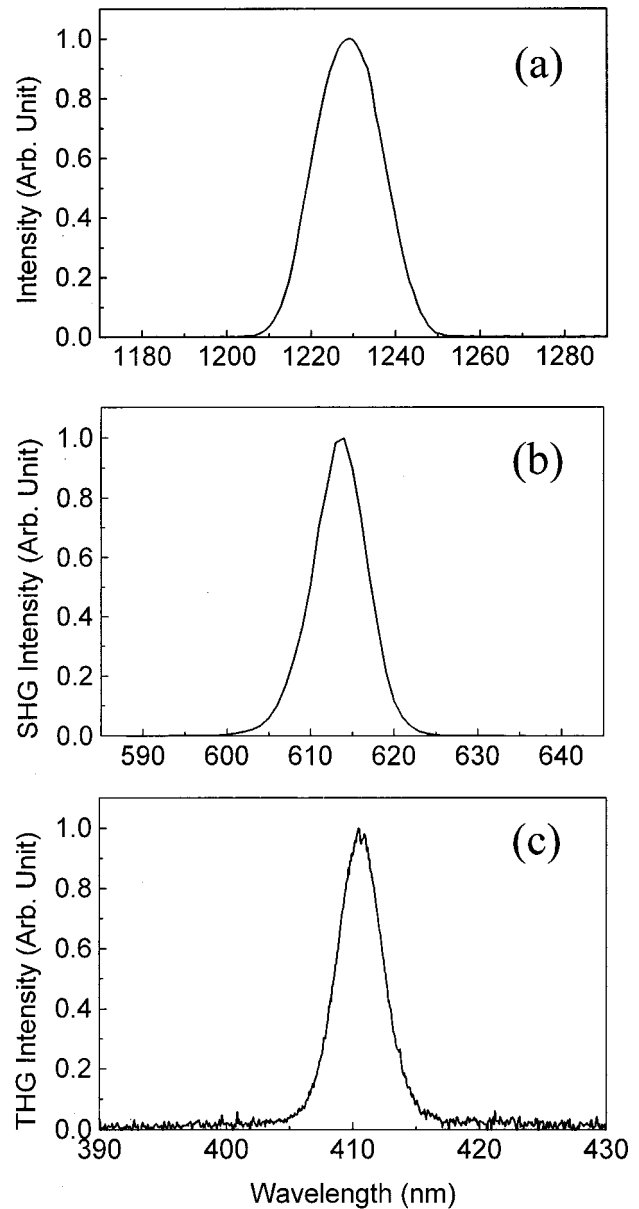 (a)
Intensity (Arb. Unit)
1.0
0.8
0.6
0.4
0.2
0.0
1180 1200 1220 1240 1260 1280
(b)
SHG Intensity (Arb. Unit)
1.0
0.8
0.6
0.4
0.2
0.0
590 600 610 620 630 640
(c)
THG Intensity (Arb. Unit)
1.0
0.8
0.6
0.4
0.2
0.0
390 400 410 420 430
Wavelength (nm)